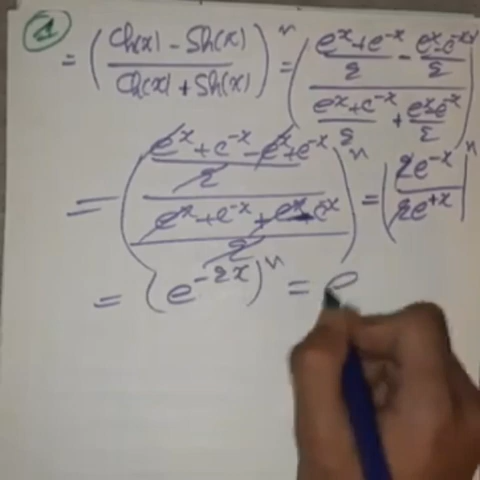 1
= ((Ch(x) - Sh(x))/(Ch(x) + Sh(x)))^n = (((e^x + e^-x)/2 - (e^x - e^-x)/2)/((e^x + e^-x)/2 + (e^x - e^-x)/2))^n
= (((e^x + e^-x - e^x + e^-x)/2)/((e^x + e^-x + e^x - e^-x)/2))^n = (2e^-x/2e^+x)^n
= (e^-2x)^n = e